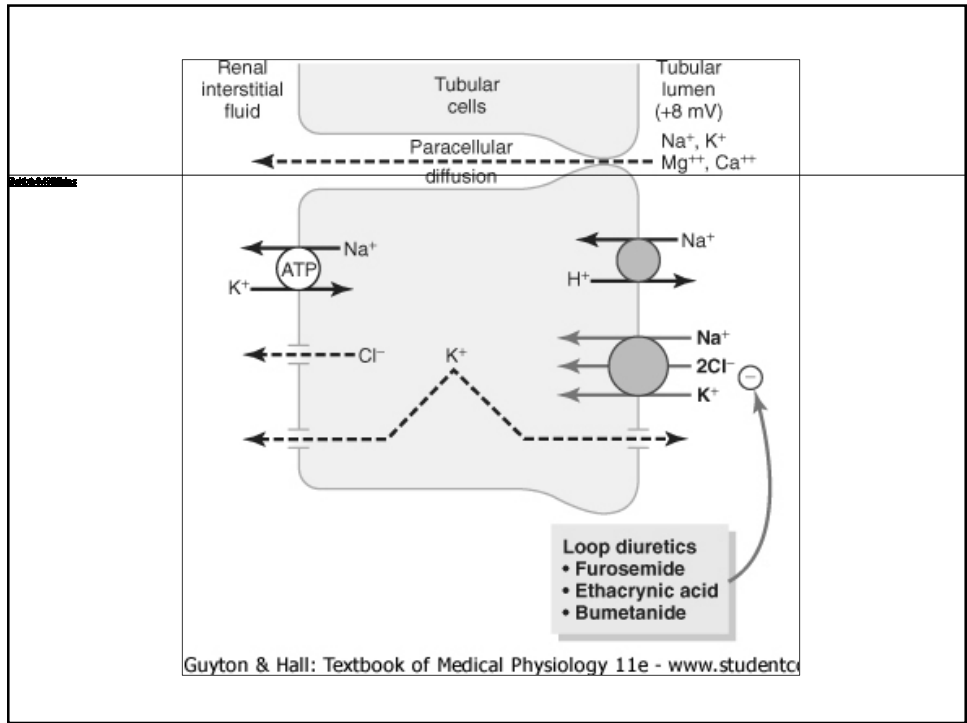 Renal
interstitial
fluid
Tubular
cells
Tubular
lumen
(+8 mV)
Paracellular
diffusion
Na⁺, K⁺
Mg⁺⁺, Ca⁺⁺
Na⁺
ATP
K⁺
Na⁺
H⁺
Cl⁻
K⁺
Na⁺
2Cl⁻
K⁺
−
Loop diuretics
• Furosemide
• Ethacrynic acid
• Bumetanide
Guyton & Hall: Textbook of Medical Physiology 11e - www.studentc